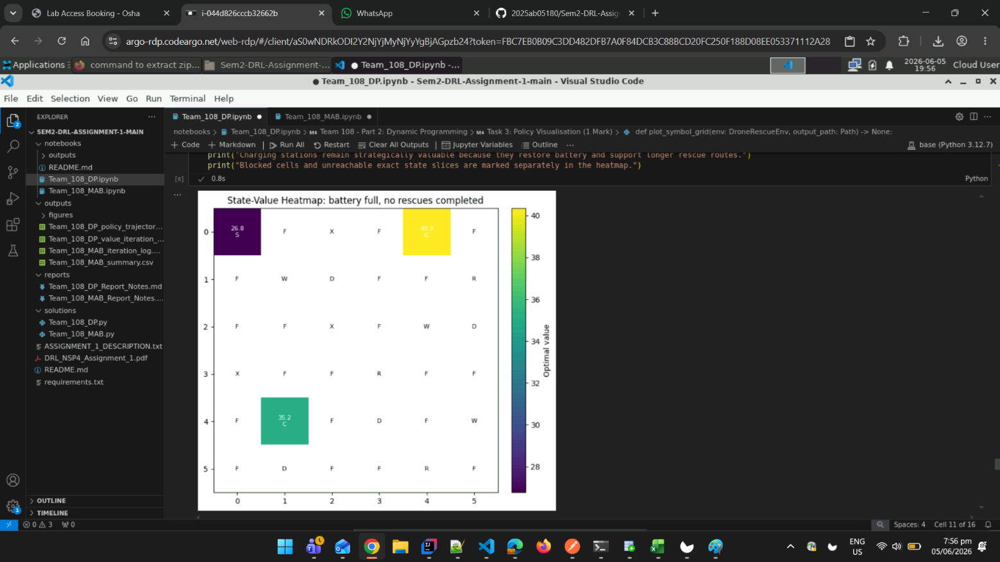 Lab Access Booking - Osha
i-044d826cccb32662b
WhatsApp
2025ab05180/Sem2-DRL-Assig
argo-rdp.codeargo.net/web-rdp/#/client/aS0wNDRkODI2Y2NjYjMyNjYyYgBjAGpzb24?token=FBC7EB0B09C3DD482DFB7A0F84DCB3C88BCD20FC250F188D08EE053371112A28
Applications
command to extract zip...
Sem2-DRL-Assignment-...
● Team_108_DP.ipynb -...
2026-06-05
19:56
Cloud User
● Team_108_DP.ipynb - Sem2-DRL-Assignment-1-main - Visual Studio Code
File Edit Selection View Go Run Terminal Help
EXPLORER
Team_108_DP.ipynb
Team_108_MAB.ipynb
SEM2-DRL-ASSIGNMENT-1-MAIN
notebooks > Team_108_DP.ipynb > Team 108 - Part 2: Dynamic Programming > Task 3: Policy Visualisation (1 Mark) > def plot_symbol_grid(env: DroneRescueEnv, output_path: Path) -> None:
+ Code + Markdown Run All Restart Clear All Outputs Jupyter Variables Outline ...
base (Python 3.12.7)
notebooks
outputs
README.md
Team_108_DP.ipynb
Team_108_MAB.ipynb
outputs
figures
Team_108_DP_policy_trajector...
Team_108_DP_value_iteration_...
Team_108_MAB_iteration_log....
Team_108_MAB_summary.csv
reports
Team_108_DP_Report_Notes.md
Team_108_MAB_Report_Notes....
solutions
Team_108_DP.py
Team_108_MAB.py
ASSIGNMENT_1_DESCRIPTION.txt
DRL_NSP4_Assignment_1.pdf
README.md
requirements.txt
OUTLINE
TIMELINE
print("Charging stations remain strategically valuable because they restore battery and support longer rescue routes.")
print("Blocked cells and unreachable exact state slices are marked separately in the heatmap.")
[6]
0.8s
Python
State-Value Heatmap: battery full, no rescues completed
0 26.8 S F X F 40.3 C F
1 F W D F F R
2 F F X F W D
3 X F F R F F
4 F 35.2 C F D F W
5 F D F F R F
0 1 2 3 4 5
40
38
36
34
32
30
28
Optimal value
0 3 0
Spaces: 4
Cell 11 of 16
ENG
US
7:56 pm
05/06/2026